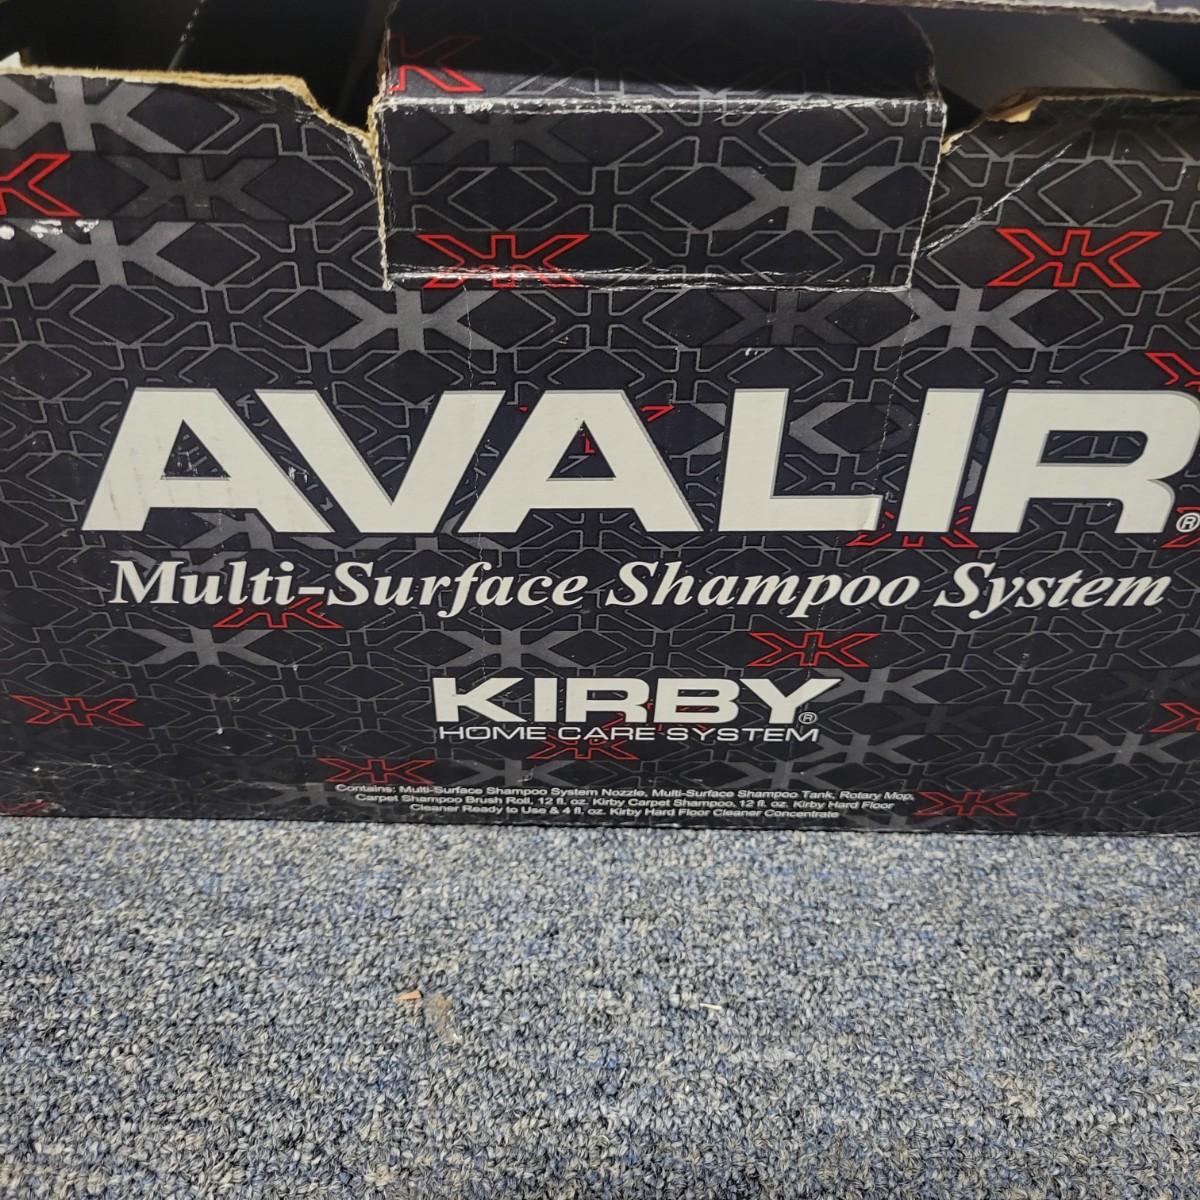 AVALIR®
Multi-Surface Shampoo System
KIRBY®
HOME CARE SYSTEM
Contains: Multi-Surface Shampoo System Nozzle, Multi-Surface Shampoo Tank, Rotary Mop,
Carpet Shampoo Brush Roll, 12 fl. oz. Kirby Carpet Shampoo, 12 fl. oz. Kirby Hard Floor
Cleaner Ready to Use & 4 fl. oz. Kirby Hard Floor Cleaner Concentrate